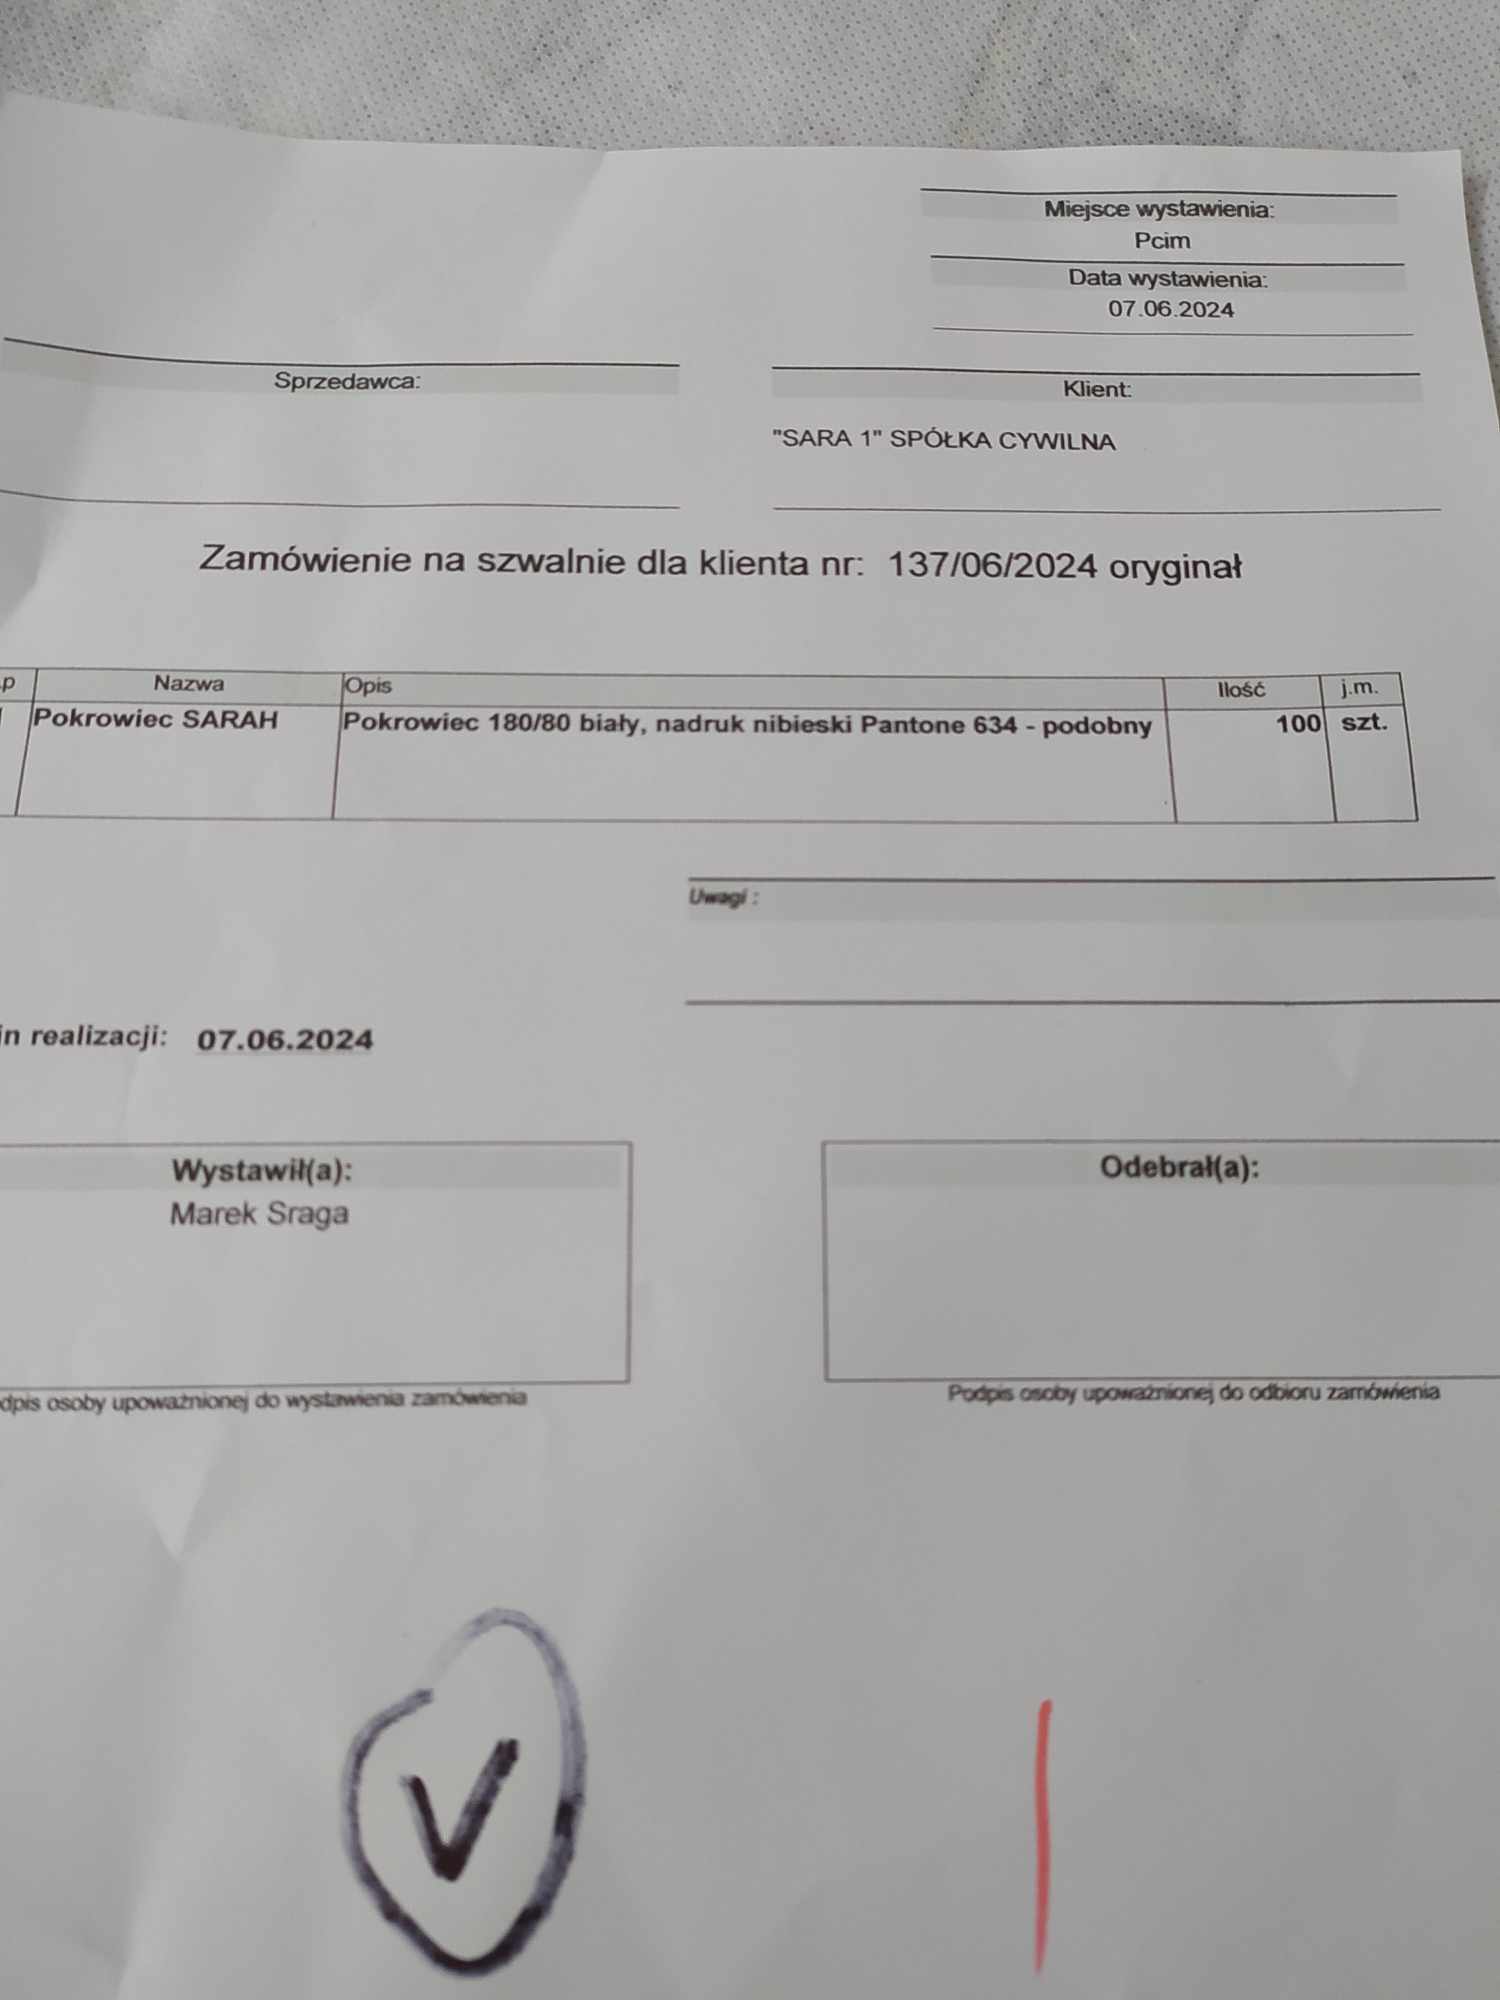 Miejsce wystawienia:
Pcim
Data wystawienia:
07.06.2024
Sprzedawca:
Klient:
"SARA 1" SPÓŁKA CYWILNA
Zamówienie na szwalnie dla klienta nr: 137/06/2024 oryginał
.p Nazwa Opis Ilość j.m.
Pokrowiec SARAH Pokrowiec 180/80 biały, nadruk nibieski Pantone 634 - podobny 100 szt.
Uwagi :
in realizacji: 07.06.2024
Wystawił(a):
Marek Sraga
Odebrał(a):
dpis osoby upoważnionej do wystawienia zamówienia
Podpis osoby upoważnionej do odbioru zamówienia
V